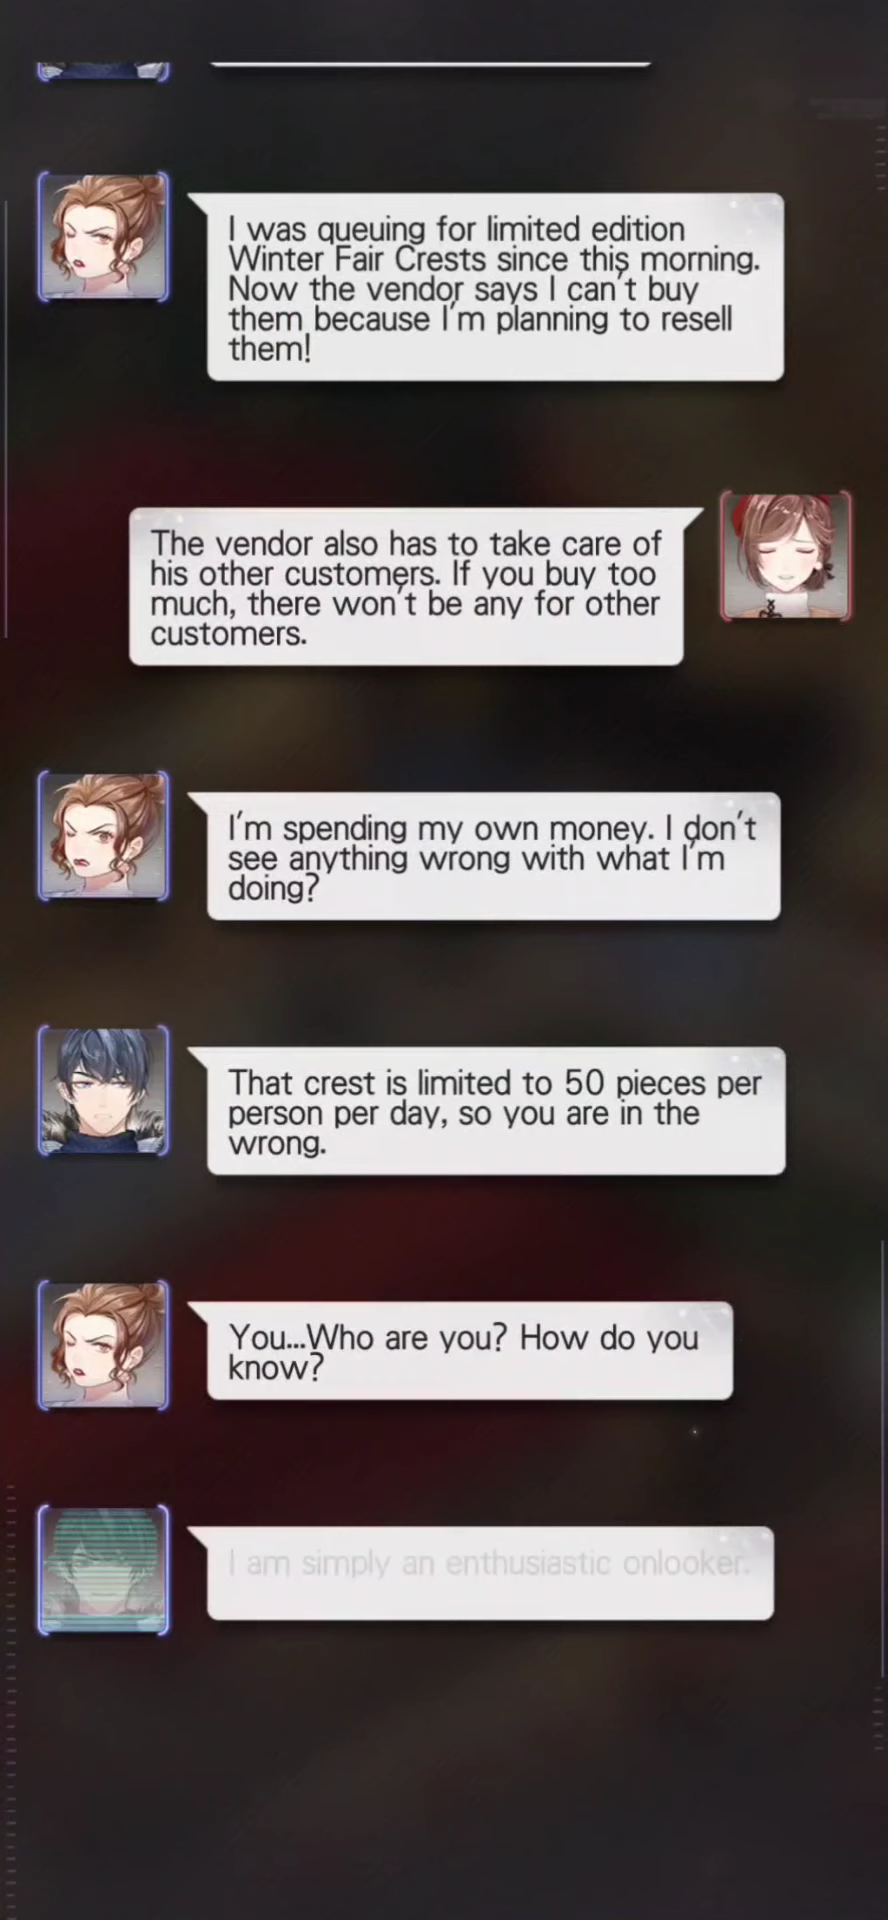 I was queuing for limited edition
Winter Fair Crests since this morning.
Now the vendor says I can't buy
them because I'm planning to resell
them!
The vendor also has to take care of
his other customers. If you buy too
much, there won't be any for other
customers.
I'm spending my own money. I don't
see anything wrong with what I'm
doing?
That crest is limited to 50 pieces per
person per day, so you are in the
wrong.
You...Who are you? How do you
know?
I am simply an enthusiastic onlooker.